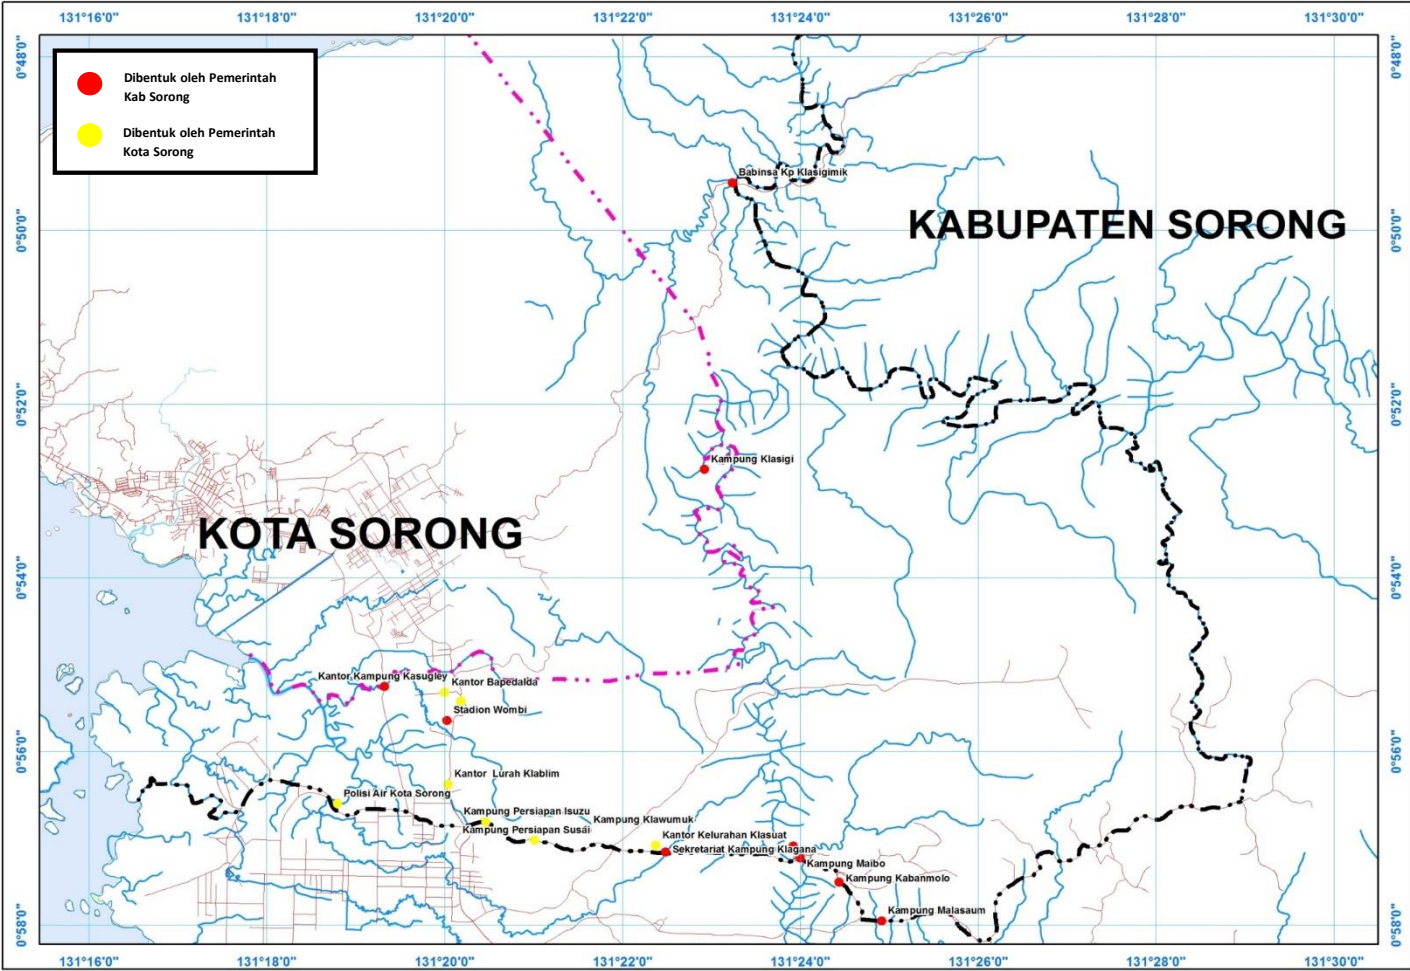 131°16'0" 131°18'0" 131°20'0" 131°22'0" 131°24'0" 131°26'0" 131°28'0" 131°30'0"
0°48'0" 0°48'0"
Dibentuk oleh Pemerintah
Kab Sorong
Dibentuk oleh Pemerintah
Kota Sorong
Babinsa Kp Klasigimik
KABUPATEN SORONG
0°50'0" 0°50'0"
0°52'0" 0°52'0"
Kampung Klasigi
KOTA SORONG
0°54'0" 0°54'0"
Kantor Kampung Kasugley
Kantor Bapedalda
Stadion Wombi
0°56'0" 0°56'0"
Kantor Lurah Klablim
Polisi Air Kota Sorong
Kampung Persiapan Isuzu
Kampung Klawumuk
Kampung Persiapan Susai
Kantor Kelurahan Klasuat
Sekretariat Kampung Klagana
Kampung Maibo
Kampung Kabanmolo
Kampung Malasaum
0°58'0" 0°58'0"
131°16'0" 131°18'0" 131°20'0" 131°22'0" 131°24'0" 131°26'0" 131°28'0" 131°30'0"